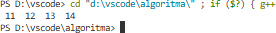 PS D:\vscode> cd "d:\vscode\algoritma\" ; if ($?) { g++
11 12 13 14
PS D:\vscode\algoritma>